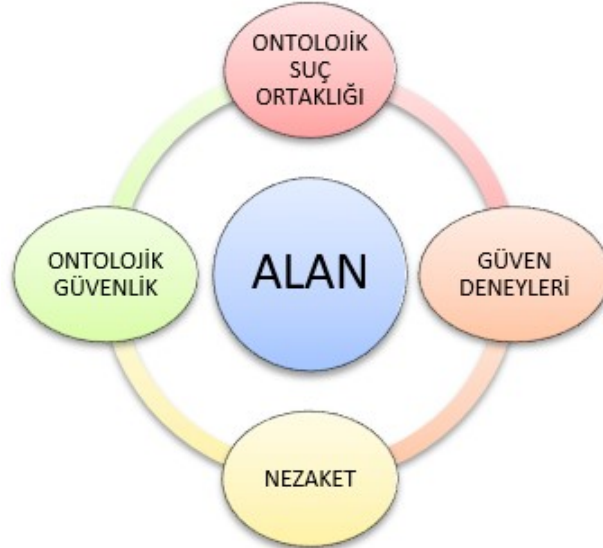 ONTOLOJİK
SUÇ
ORTAKLIĞI
ONTOLOJİK
GÜVENLİK
ALAN
GÜVEN
DENEYLERİ
NEZAKET